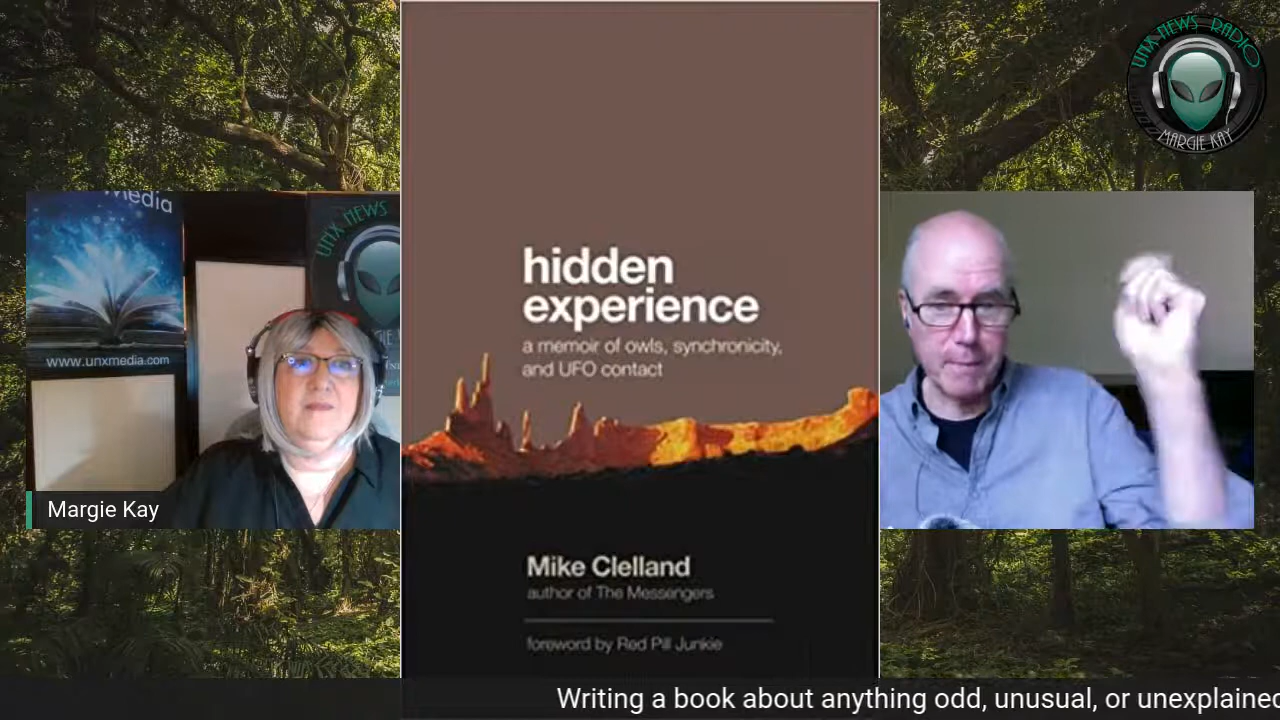 UNX NEWS RADIO
MARGIE KAY
media
www.unxmedia.com
UNX NEWS
Margie Kay
hidden
experience
a memoir of owls, synchronicity,
and UFO contact
Mike Clelland
author of The Messengers
foreword by Red Pill Junkie
Writing a book about anything odd, unusual, or unexplained